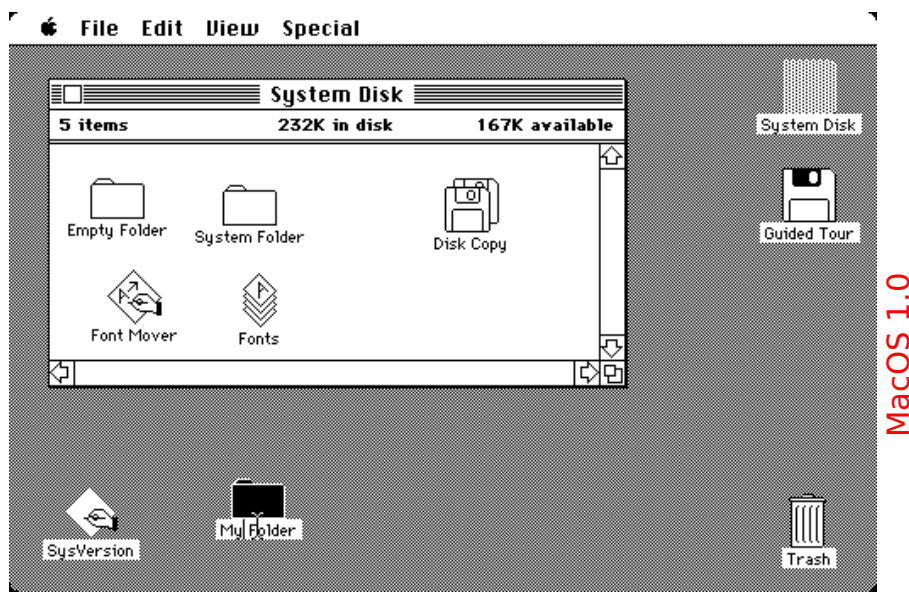 File Edit View Special
System Disk
5 items 232K in disk 167K available
Empty Folder System Folder Disk Copy
Font Mover Fonts
System Disk
Guided Tour
SysVersion My Folder Trash
MacOS 1.0